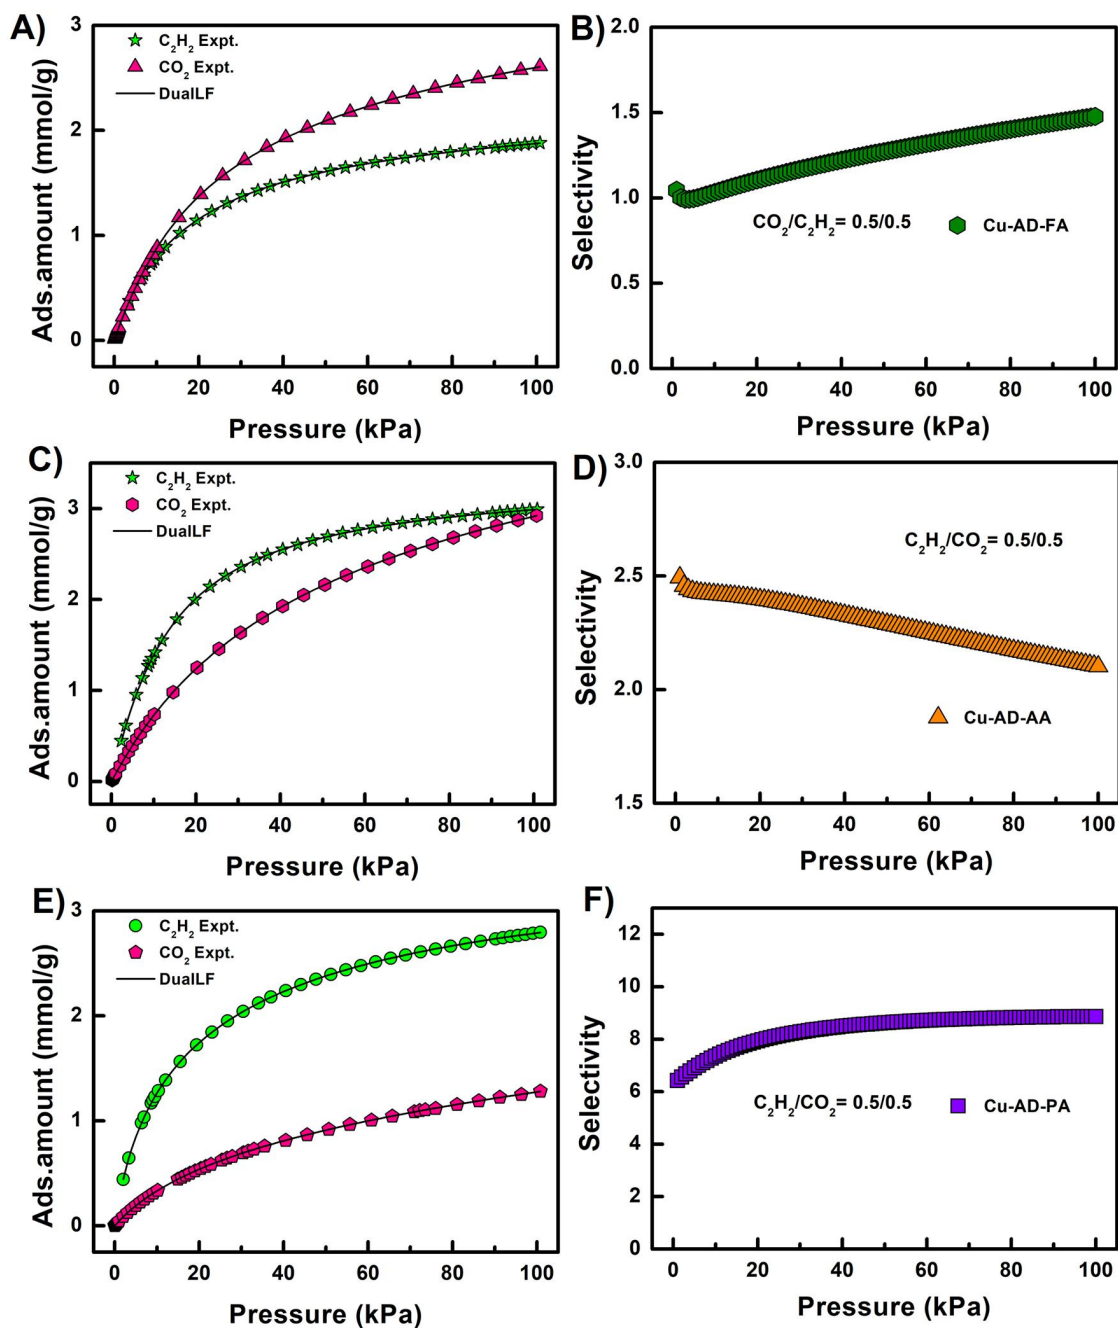 A)
3
2
1
0
Ads.amount (mmol/g)
C₂H₂ Expt.
CO₂ Expt.
DualLF
0 20 40 60 80 100
Pressure (kPa)
B)
2.0
1.5
1.0
0.5
0.0
Selectivity
CO₂/C₂H₂= 0.5/0.5
Cu-AD-FA
0 20 40 60 80 100
Pressure (kPa)
C)
3
2
1
0
Ads.amount (mmol/g)
C₂H₂ Expt.
CO₂ Expt.
DualLF
0 20 40 60 80 100
Pressure (kPa)
D)
3.0
2.5
2.0
1.5
Selectivity
C₂H₂/CO₂= 0.5/0.5
Cu-AD-AA
0 20 40 60 80 100
Pressure (kPa)
E)
3
2
1
0
Ads.amount (mmol/g)
C₂H₂ Expt.
CO₂ Expt.
DualLF
0 20 40 60 80 100
Pressure (kPa)
F)
12
10
8
6
4
2
0
Selectivity
C₂H₂/CO₂= 0.5/0.5
Cu-AD-PA
0 20 40 60 80 100
Pressure (kPa)